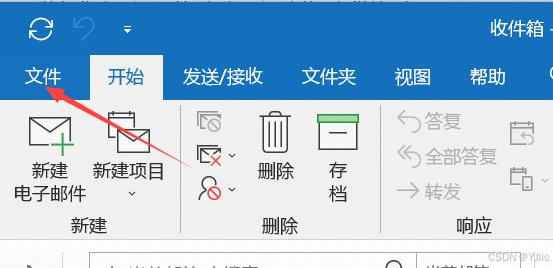 收件箱 -
文件 开始 发送/接收 文件夹 视图 帮助
新建
电子邮件
新建项目
删除
存
档
答复
全部答复
转发
新建 删除 响应
CSDN @Yulio